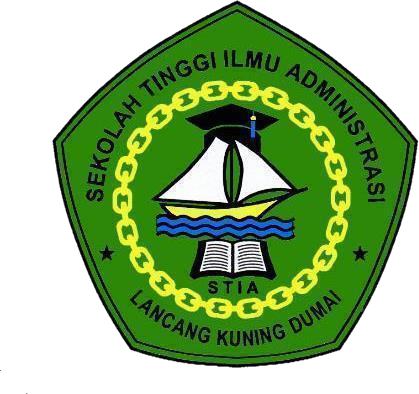 SEKOLAH TINGGI ILMU ADMINISTRASI
STIA
LANCANG KUNING DUMAI